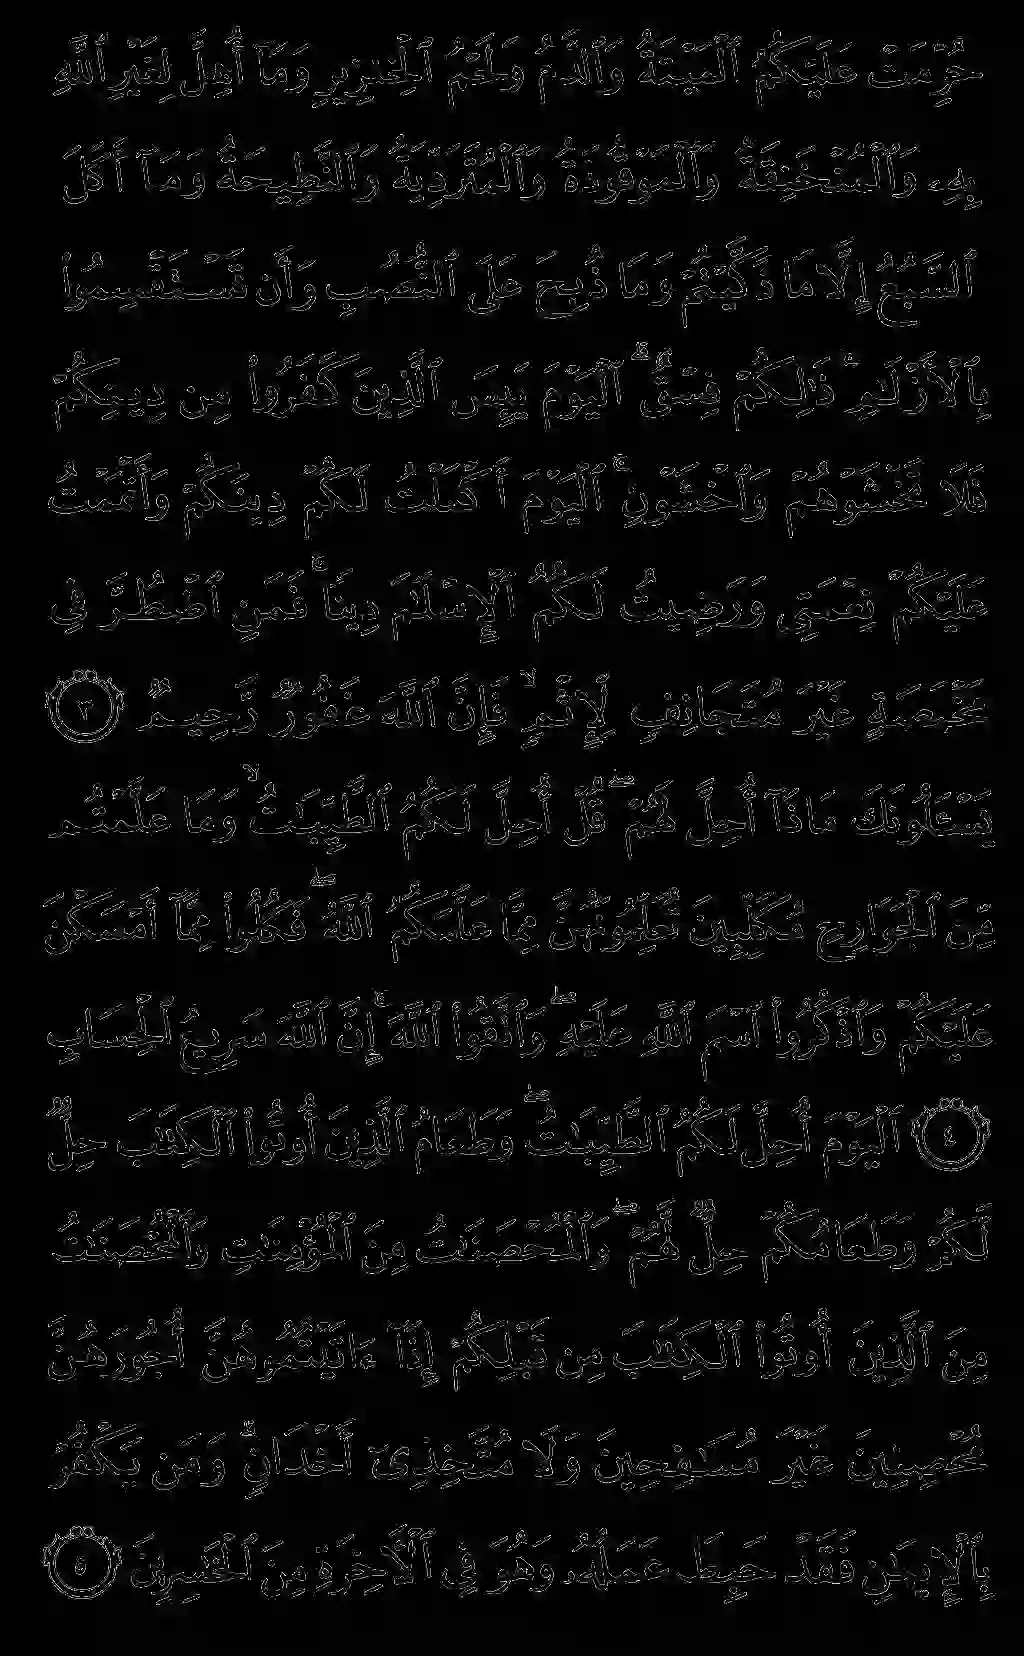 حُرِّمَتْ عَلَيْكُمُ ٱلْمَيْتَةُ وَٱلدَّمُ وَلَحْمُ ٱلْخِنزِيرِ وَمَآ أُهِلَّ لِغَيْرِ ٱللَّهِ
بِهِۦ وَٱلْمُنْخَنِقَةُ وَٱلْمَوْقُوذَةُ وَٱلْمُتَرَدِّيَةُ وَٱلنَّطِيحَةُ وَمَآ أَكَلَ
ٱلسَّبُعُ إِلَّا مَا ذَكَّيْتُمْ وَمَا ذُبِحَ عَلَى ٱلنُّصُبِ وَأَن تَسْتَقْسِمُوا۟
بِٱلْأَزْلَـٰمِ ۚ ذَٰلِكُمْ فِسْقٌ ۗ ٱلْيَوْمَ يَئِسَ ٱلَّذِينَ كَفَرُوا۟ مِن دِينِكُمْ
فَلَا تَخْشَوْهُمْ وَٱخْشَوْنِ ۚ ٱلْيَوْمَ أَكْمَلْتُ لَكُمْ دِينَكُمْ وَأَتْمَمْتُ
عَلَيْكُمْ نِعْمَتِى وَرَضِيتُ لَكُمُ ٱلْإِسْلَـٰمَ دِينًا ۚ فَمَنِ ٱضْطُرَّ فِى
مَخْمَصَةٍ غَيْرَ مُتَجَانِفٍ لِّإِثْمٍ ۙ فَإِنَّ ٱللَّهَ غَفُورٌ رَّحِيمٌ ٣
يَسْـَٔلُونَكَ مَاذَآ أُحِلَّ لَهُمْ ۖ قُلْ أُحِلَّ لَكُمُ ٱلطَّيِّبَـٰتُ ۙ وَمَا عَلَّمْتُم
مِّنَ ٱلْجَوَارِحِ مُكَلِّبِينَ تُعَلِّمُونَهُنَّ مِمَّا عَلَّمَكُمُ ٱللَّهُ ۖ فَكُلُوا۟ مِمَّآ أَمْسَكْنَ
عَلَيْكُمْ وَٱذْكُرُوا۟ ٱسْمَ ٱللَّهِ عَلَيْهِ ۖ وَٱتَّقُوا۟ ٱللَّهَ ۚ إِنَّ ٱللَّهَ سَرِيعُ ٱلْحِسَابِ
٤ ٱلْيَوْمَ أُحِلَّ لَكُمُ ٱلطَّيِّبَـٰتُ ۖ وَطَعَامُ ٱلَّذِينَ أُوتُوا۟ ٱلْكِتَـٰبَ حِلٌّ
لَّكُمْ وَطَعَامُكُمْ حِلٌّ لَّهُمْ ۖ وَٱلْمُحْصَنَـٰتُ مِنَ ٱلْمُؤْمِنَـٰتِ وَٱلْمُحْصَنَـٰتُ
مِنَ ٱلَّذِينَ أُوتُوا۟ ٱلْكِتَـٰبَ مِن قَبْلِكُمْ إِذَآ ءَاتَيْتُمُوهُنَّ أُجُورَهُنَّ
مُحْصِنِينَ غَيْرَ مُسَـٰفِحِينَ وَلَا مُتَّخِذِىٓ أَخْدَانٍ ۗ وَمَن يَكْفُرْ
بِٱلْإِيمَـٰنِ فَقَدْ حَبِطَ عَمَلُهُۥ وَهُوَ فِى ٱلْـَٔاخِرَةِ مِنَ ٱلْخَـٰسِرِينَ ٥